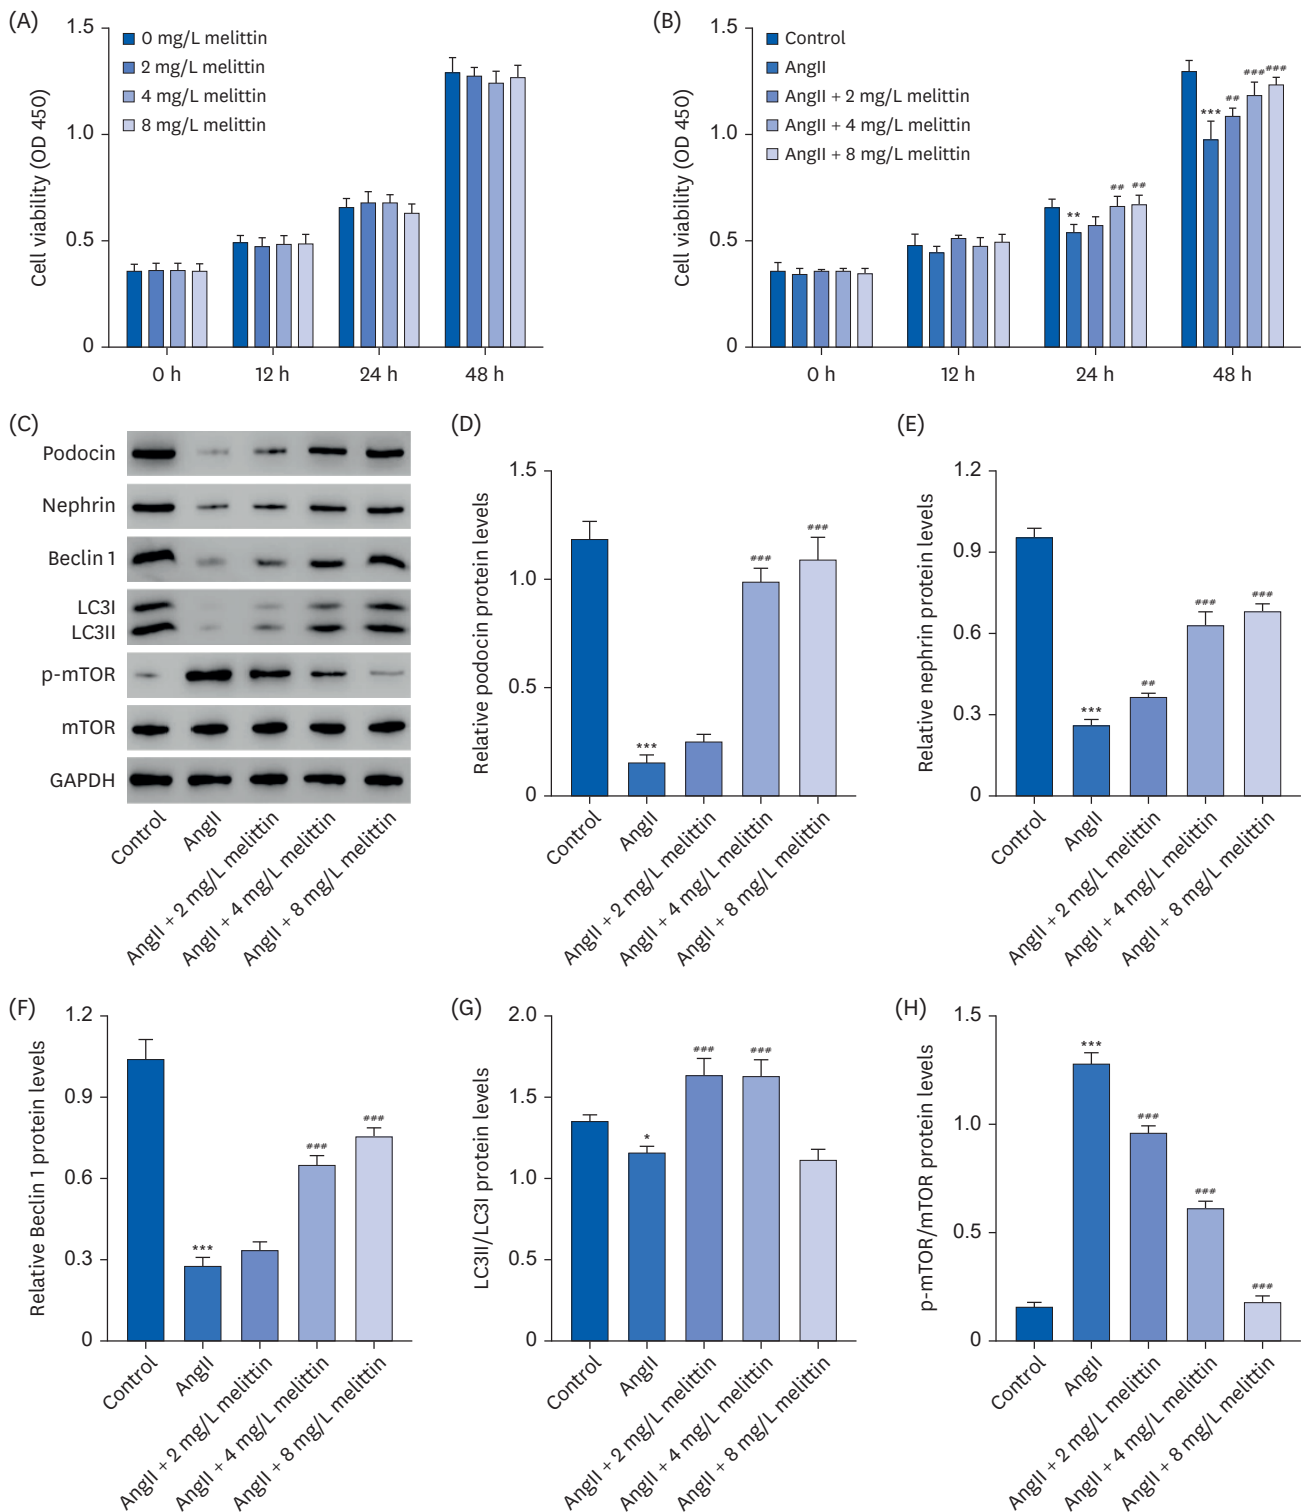 (A)
1.5
1.0
0.5
0
Cell viability (OD 450)
0 mg/L melittin
2 mg/L melittin
4 mg/L melittin
8 mg/L melittin
0 h
12 h
24 h
48 h
(B)
1.5
1.0
0.5
0
Cell viability (OD 450)
Control
AngII
AngII + 2 mg/L melittin
AngII + 4 mg/L melittin
AngII + 8 mg/L melittin
**
##
##
***
##
###
###
0 h
12 h
24 h
48 h
(C)
Podocin
Nephrin
Beclin 1
LC3I
LC3II
p-mTOR
mTOR
GAPDH
Control
AngII
AngII + 2 mg/L melittin
AngII + 4 mg/L melittin
AngII + 8 mg/L melittin
(D)
1.5
1.0
0.5
0
Relative podocin protein levels
***
###
###
Control
AngII
AngII + 2 mg/L melittin
AngII + 4 mg/L melittin
AngII + 8 mg/L melittin
(E)
1.2
0.9
0.6
0.3
0
Relative nephrin protein levels
***
##
###
###
Control
AngII
AngII + 2 mg/L melittin
AngII + 4 mg/L melittin
AngII + 8 mg/L melittin
(F)
1.2
0.9
0.6
0.3
0
Relative Beclin 1 protein levels
***
###
###
Control
AngII
AngII + 2 mg/L melittin
AngII + 4 mg/L melittin
AngII + 8 mg/L melittin
(G)
2.0
1.5
1.0
0.5
0
LC3II/LC3I protein levels
*
###
###
Control
AngII
AngII + 2 mg/L melittin
AngII + 4 mg/L melittin
AngII + 8 mg/L melittin
(H)
1.5
1.0
0.5
0
p-mTOR/mTOR protein levels
***
###
###
###
Control
AngII
AngII + 2 mg/L melittin
AngII + 4 mg/L melittin
AngII + 8 mg/L melittin